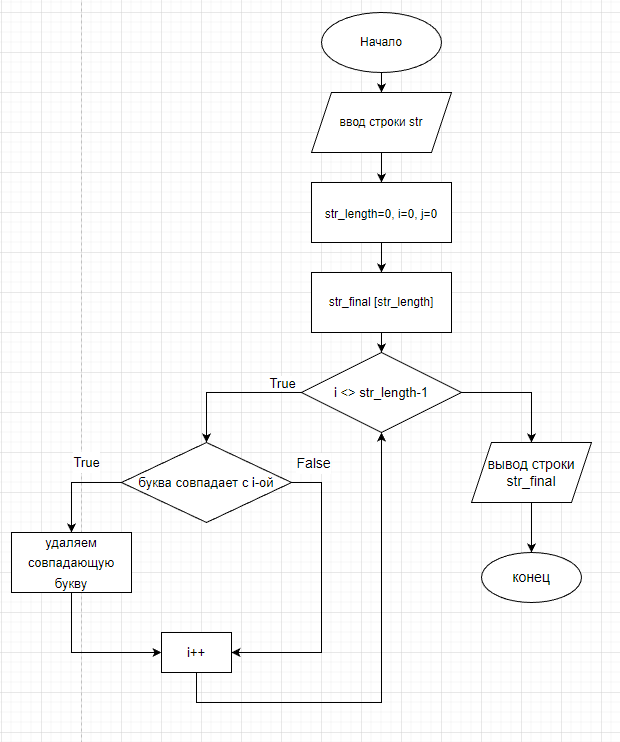 Начало
ввод строки str
str_length=0, i=0, j=0
str_final [str_length]
True
i <> str_length-1
True
буква совпадает с i-ой
False
вывод строки
str_final
удаляем
совпадающую
букву
конец
i++